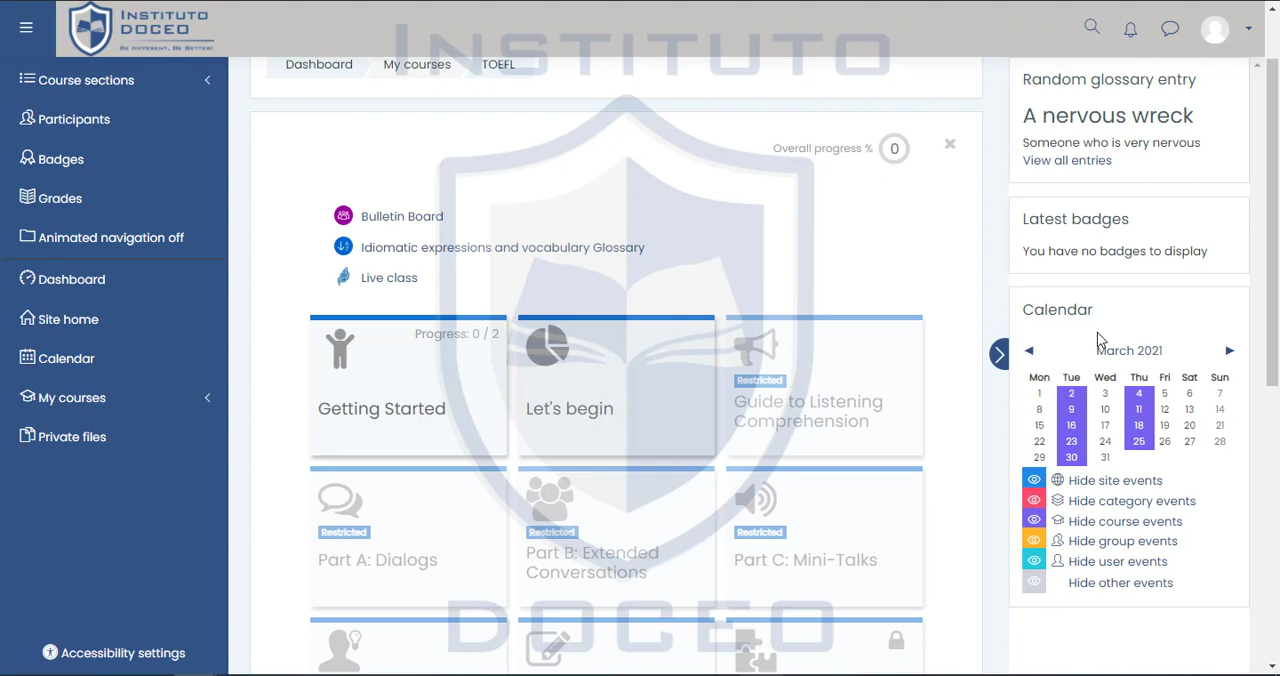 INSTITUTO
DOCEO
BE DIFFERENT, BE BETTER!
Course sections
Participants
Badges
Grades
Animated navigation off
Dashboard
Site home
Calendar
My courses
Private files
Accessibility settings
INSTITUTO
Dashboard
My courses
TOEFL
Overall progress %
0
Bulletin Board
Idiomatic expressions and vocabulary Glossary
Live class
Progress: 0 / 2
Getting Started
Let's begin
Restricted
Guide to Listening
Comprehension
Restricted
Part A: Dialogs
Restricted
Part B: Extended
Conversations
Restricted
Part C: Mini-Talks
DOCEO
Random glossary entry
A nervous wreck
Someone who is very nervous
View all entries
Latest badges
You have no badges to display
Calendar
◄ March 2021 ►
Mon Tue Wed Thu Fri Sat Sun
1 2 3 4 5 6 7
8 9 10 11 12 13 14
15 16 17 18 19 20 21
22 23 24 25 26 27 28
29 30 31
Hide site events
Hide category events
Hide course events
Hide group events
Hide user events
Hide other events